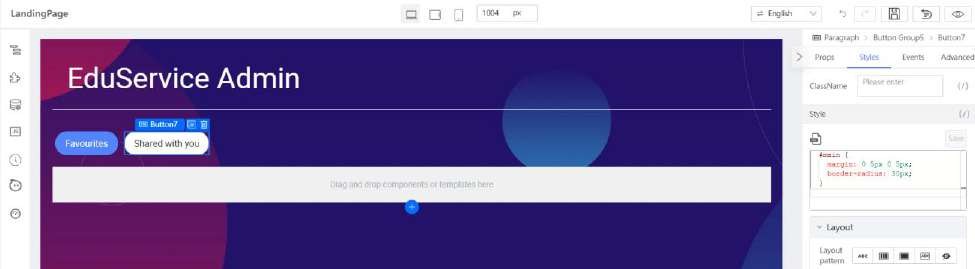 LandingPage
1004 px
English
Paragraph > Button Group5 > Button7
Props Styles Events Advanced
ClassName Please enter {/}
EduService Admin
Style {/}
Save
Button7
#main {
margin: 0 5px 0 5px;
border-radius: 30px;
}
Favourites
Shared with you
Drag and drop components or templates here
Layout
Layout
pattern
ABC